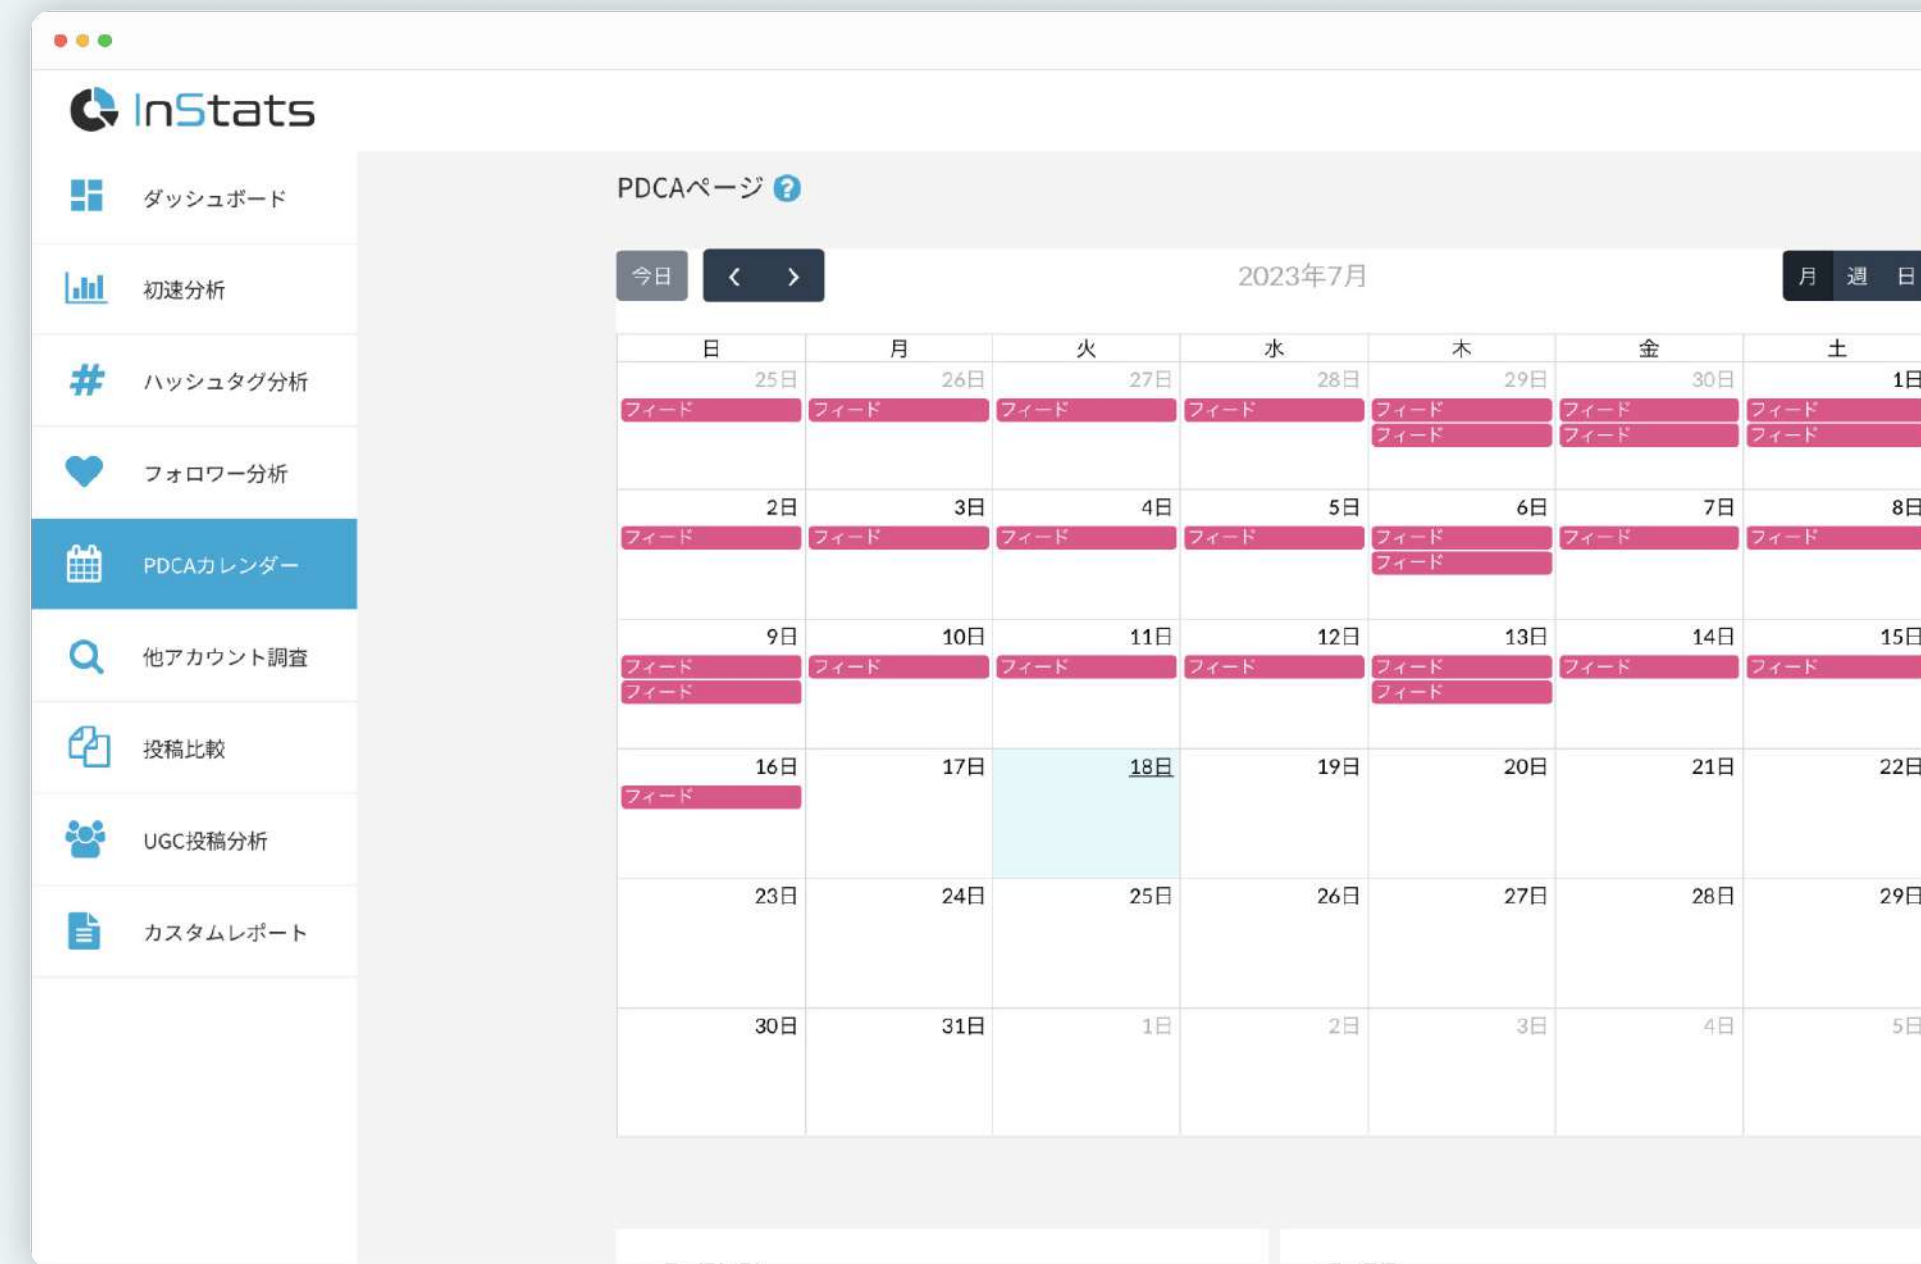 InStats
ダッシュボード
初速分析
ハッシュタグ分析
フォロワー分析
PDCAカレンダー
他アカウント調査
投稿比較
UGC投稿分析
カスタムレポート
PDCAページ ?
今日
2023年7月
月 週 日
日 月 火 水 木 金 土
25日 26日 27日 28日 29日 30日 1日
フィード フィード フィード フィード フィード フィード フィード
フィード フィード フィード
2日 3日 4日 5日 6日 7日 8日
フィード フィード フィード フィード フィード フィード フィード
フィード
9日 10日 11日 12日 13日 14日 15日
フィード フィード フィード フィード フィード フィード フィード
フィード フィード
16日 17日 18日 19日 20日 21日 22日
フィード
23日 24日 25日 26日 27日 28日 29日
30日 31日 1日 2日 3日 4日 5日